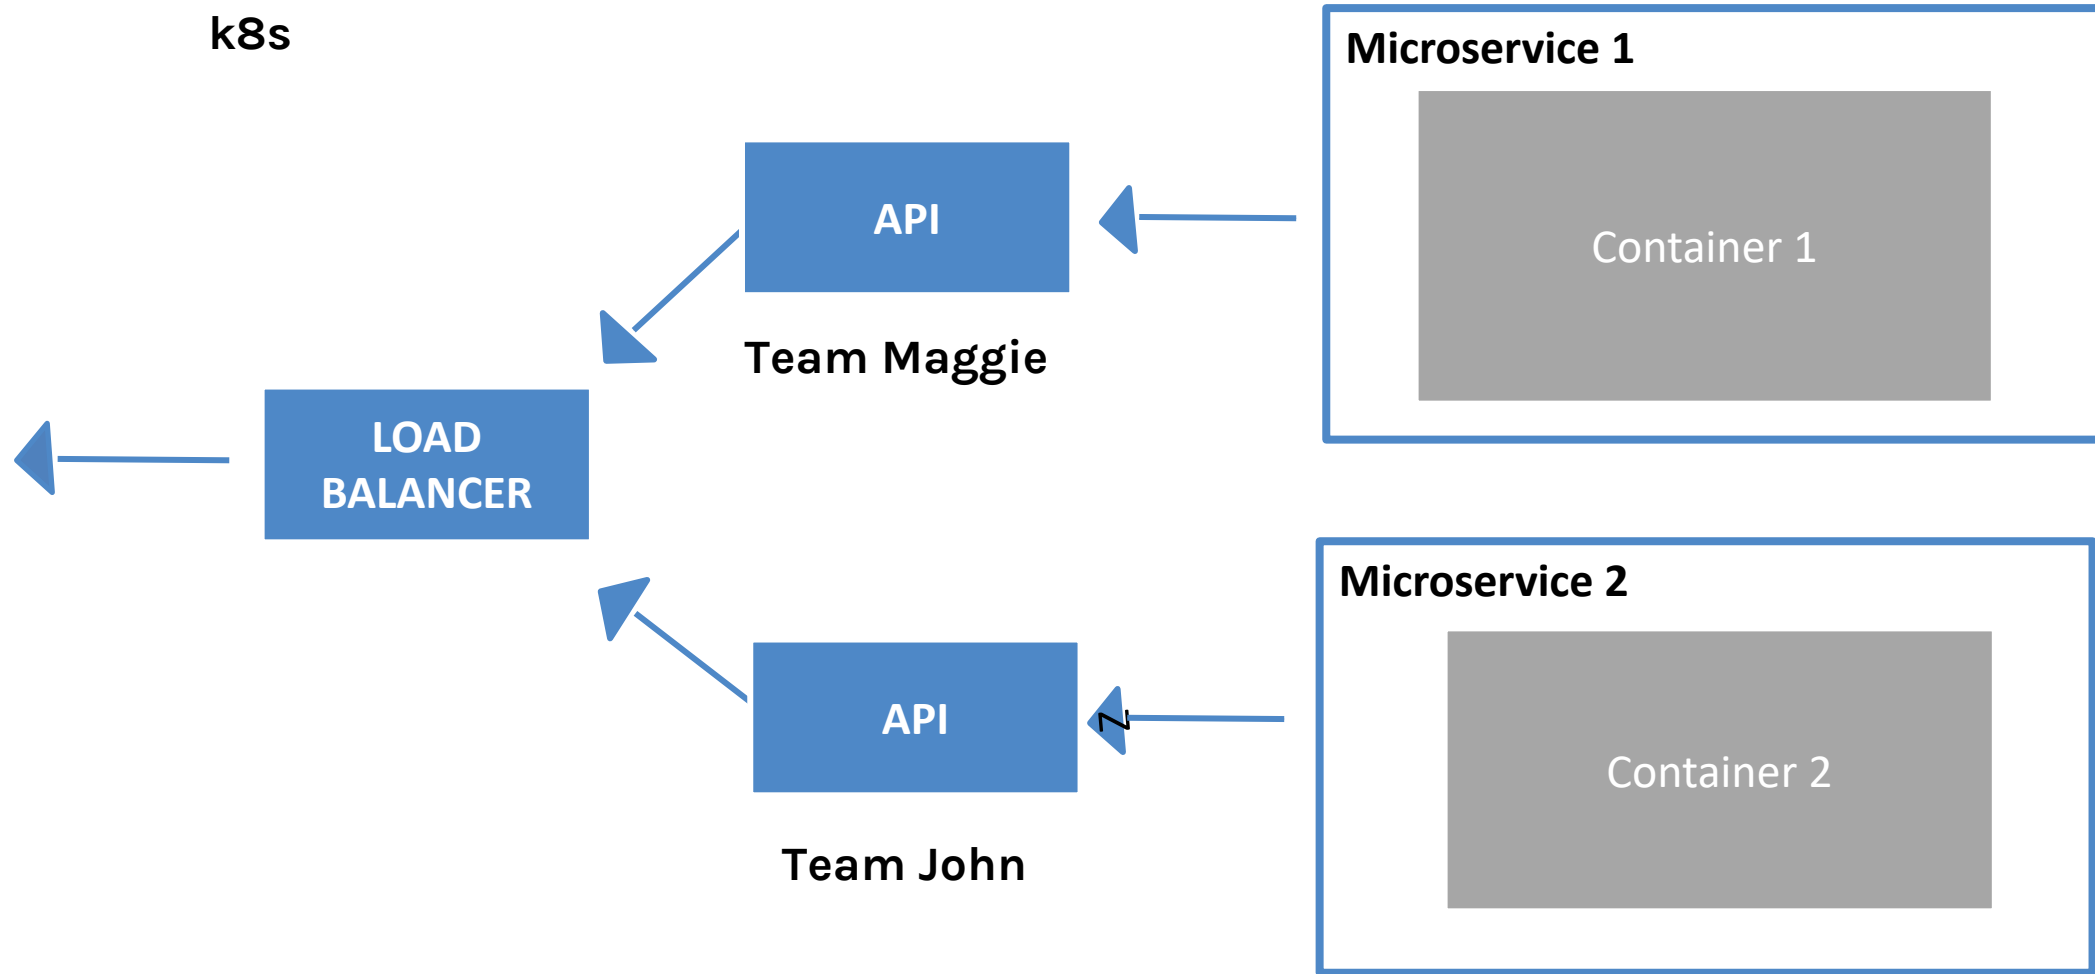 k8s
Microservice 1
Container 1
API
Team Maggie
LOAD
BALANCER
Microservice 2
Container 2
API
Team John